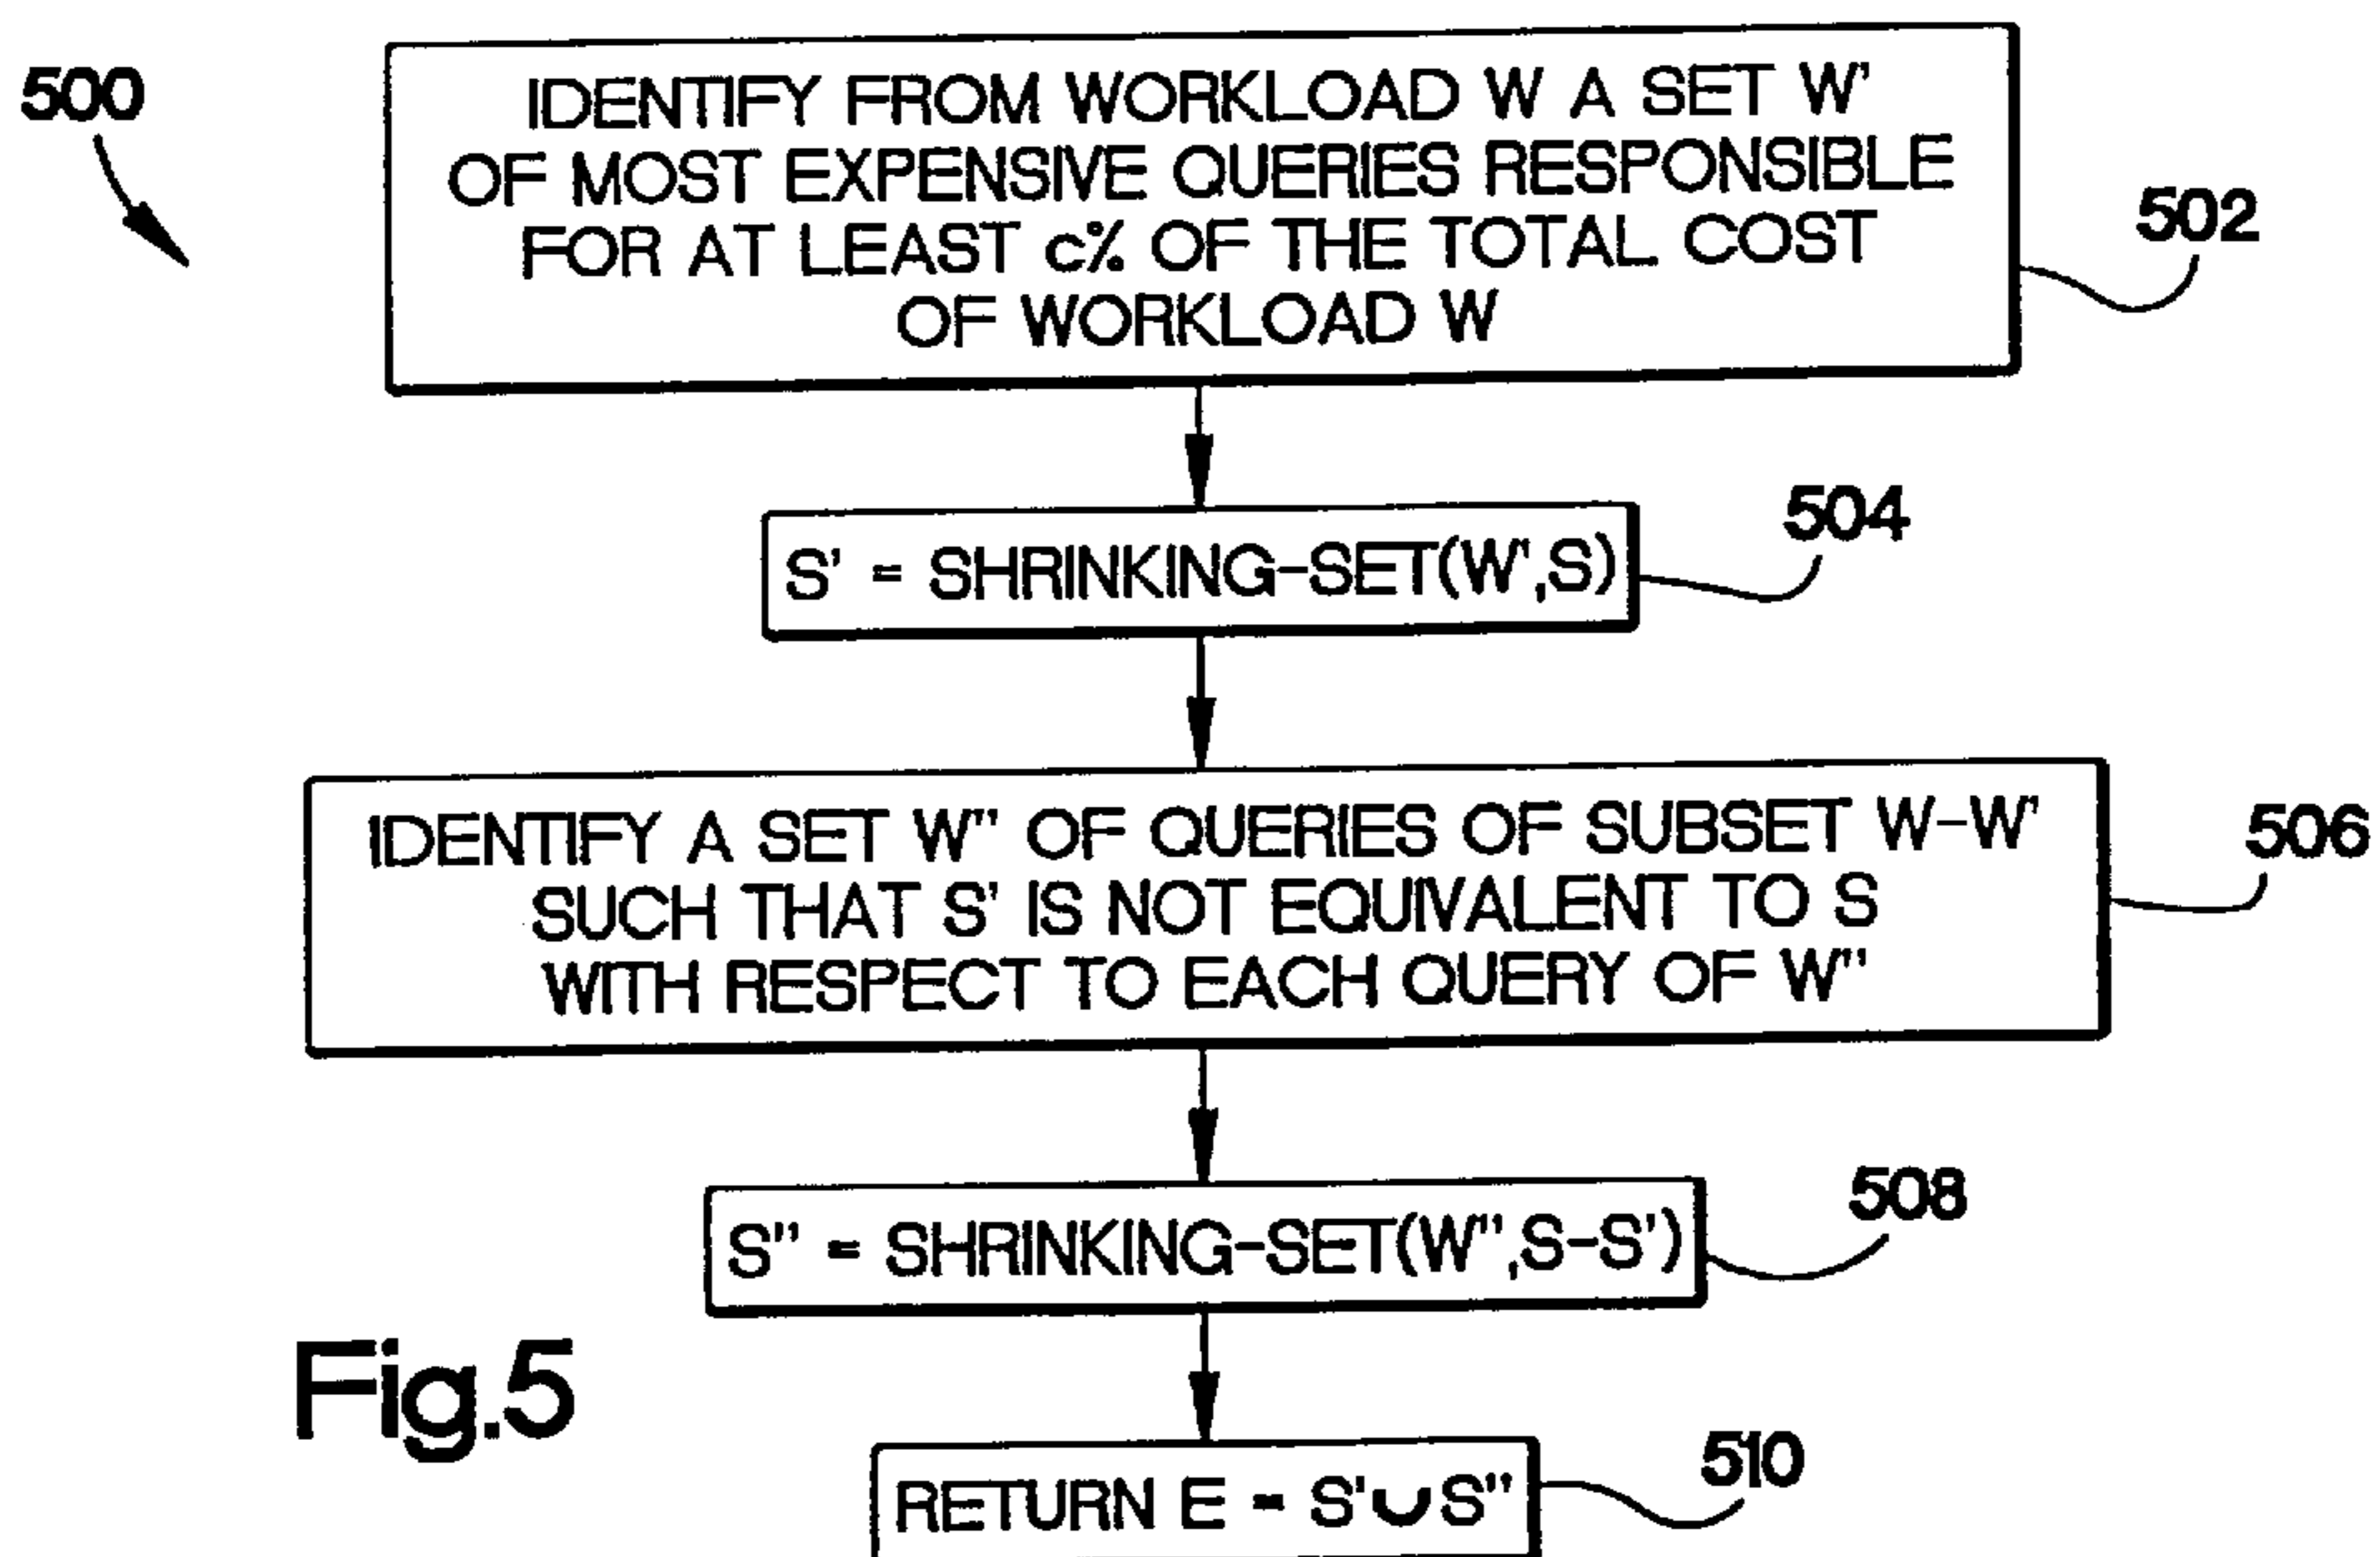 500
IDENTIFY FROM WORKLOAD W A SET W'
OF MOST EXPENSIVE QUERIES RESPONSIBLE
FOR AT LEAST c% OF THE TOTAL COST
OF WORKLOAD W
502
S' = SHRINKING-SET(W',S)
504
IDENTIFY A SET W" OF QUERIES OF SUBSET W-W'
SUCH THAT S' IS NOT EQUIVALENT TO S
WITH RESPECT TO EACH QUERY OF W"
506
S" = SHRINKING-SET(W",S-S')
508
RETURN E = S'∪S"
510
Fig.5